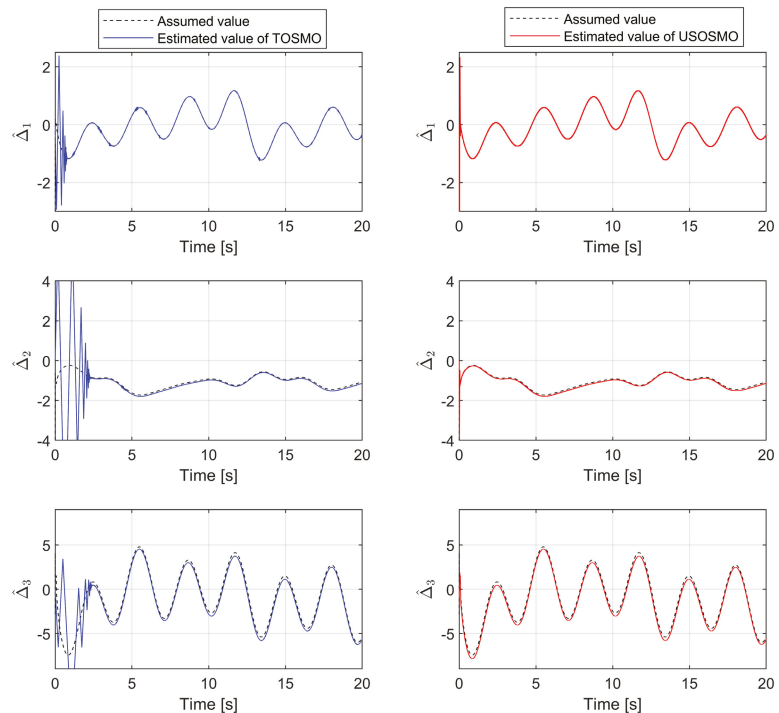 Assumed value
Estimated value of TOSMO
Assumed value
Estimated value of USOSMO
2
0
-2
Δ̂1
0 5 10 15 20
Time [s]
2
0
-2
Δ̂1
0 5 10 15 20
Time [s]
4
2
0
-2
-4
Δ̂2
0 5 10 15 20
Time [s]
4
2
0
-2
-4
Δ̂2
0 5 10 15 20
Time [s]
5
0
-5
Δ̂3
0 5 10 15 20
Time [s]
5
0
-5
Δ̂3
0 5 10 15 20
Time [s]